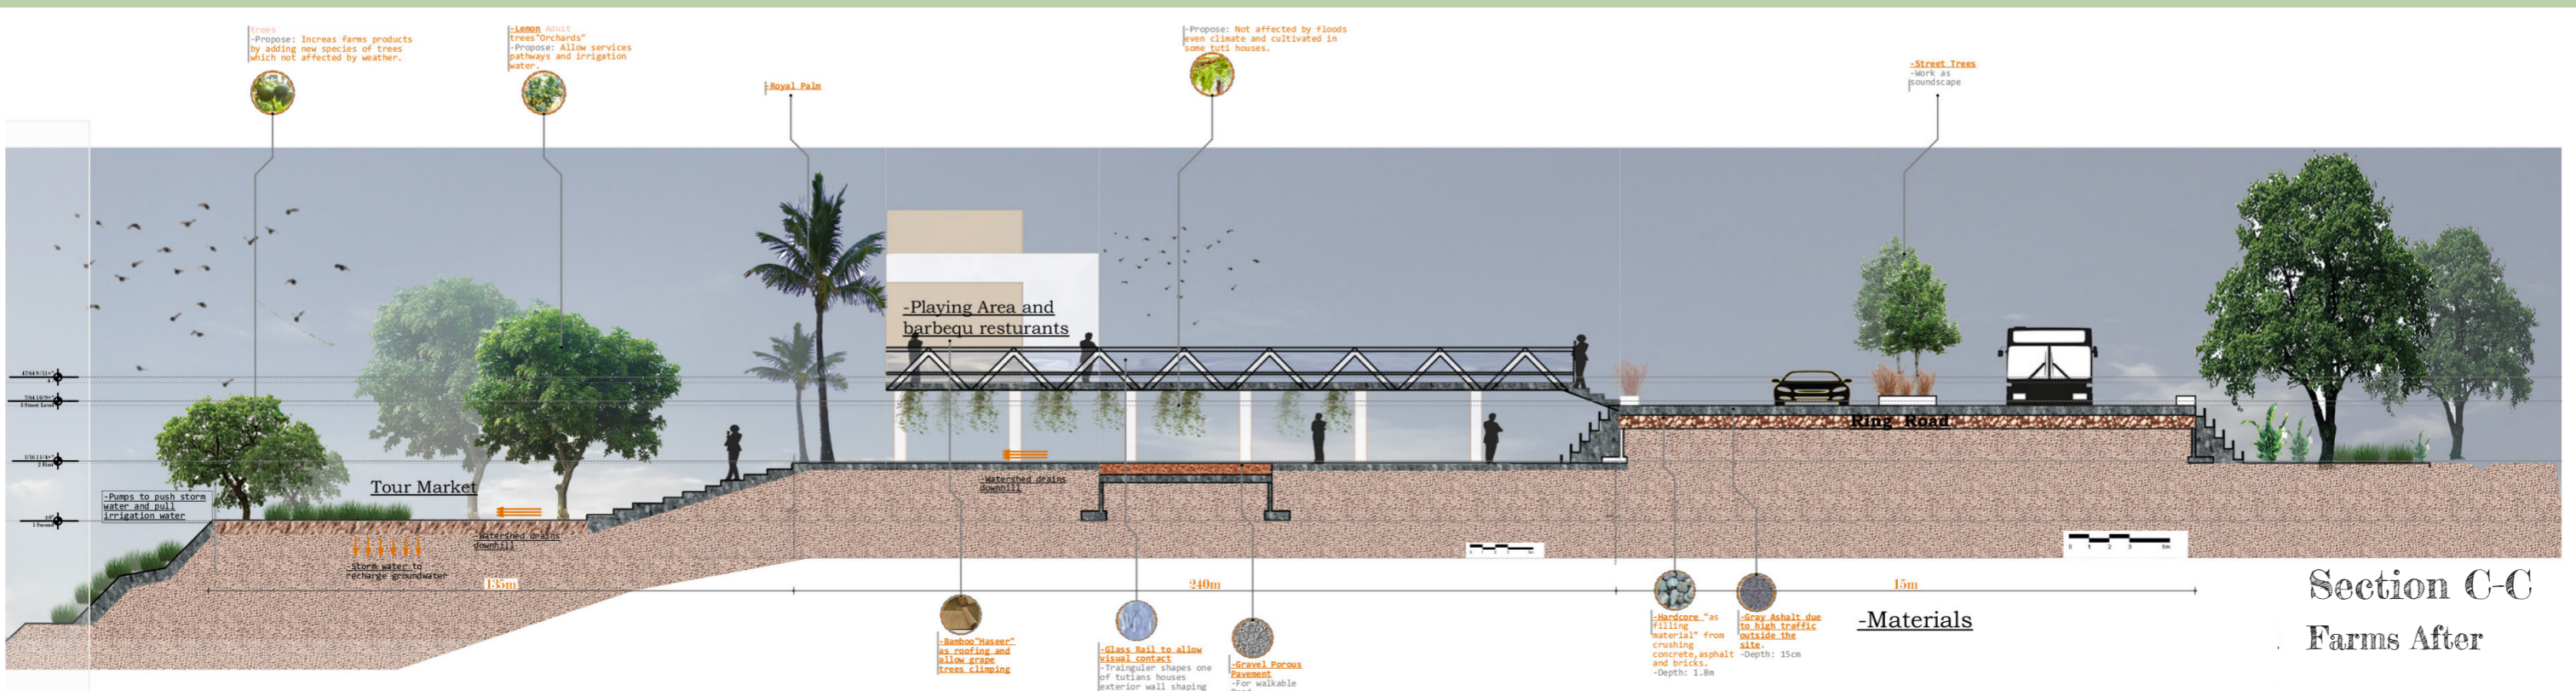 trees
-Propose: Increas farms products
by adding new species of trees
which not affected by weather.
-Lemon Aduit
trees"Orchards"
-Propose: Allow services
pathways and irrigation
water.
-Royal Palm
-Propose: Not affected by floods
even climate and cultivated in
some tuti houses.
-Street Trees
-Work as
soundscape
-Playing Area and
barbequ resturants
Ring Road
Tour Market
-Pumps to push storm
water and pull
irrigation water
-Watershed drains
downhill
-Watershed drains
downhill
-Storm water to
recharge groundwater
0 1 2 3 5m
135m
240m
15m
-Bamboo"Haseer"
as roofing and
allow grape
trees climping
-Glass Rail to allow
visual contact
-Trainguler shapes one
of tutians houses
exterior wall shaping
-Gravel Porous
Pavement
-For walkable
-Hardcore "as
filling
material" from
crushing
concrete,asphalt
and bricks.
-Depth: 1.8m
-Gray Ashalt due
to high traffic
outside the
site.
-Depth: 15cm
-Materials
Section C-C
Farms After